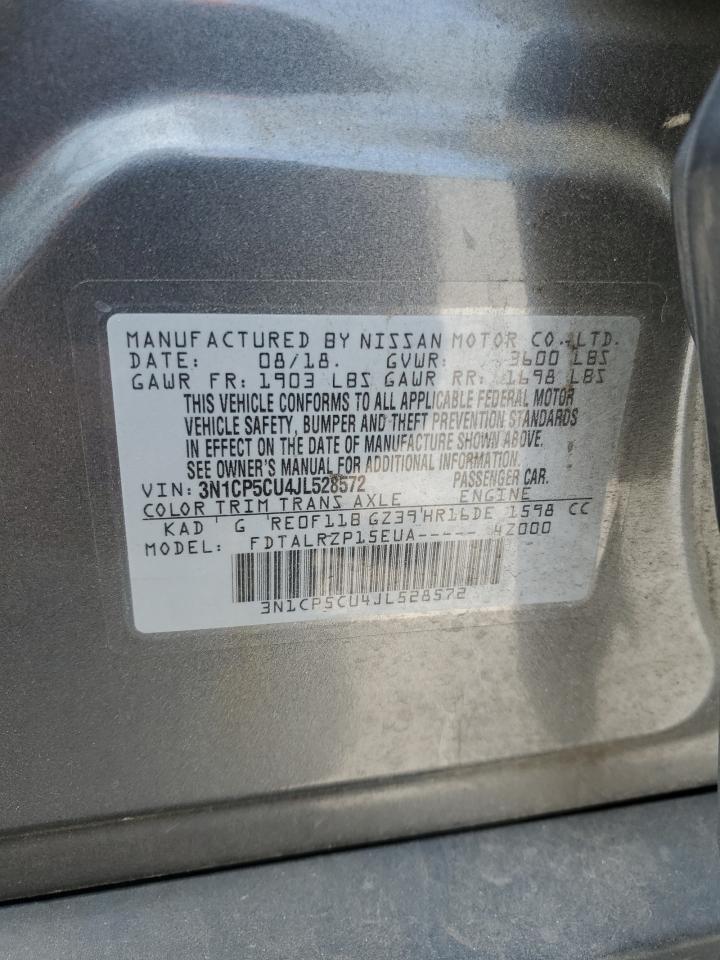 MANUFACTURED BY NISSAN MOTOR CO., LTD.
DATE: 08/18. GVWR: 3600 LBS
GAWR FR: 1903 LBS GAWR RR: 1698 LBS
THIS VEHICLE CONFORMS TO ALL APPLICABLE FEDERAL MOTOR
VEHICLE SAFETY, BUMPER AND THEFT PREVENTION STANDARDS
IN EFFECT ON THE DATE OF MANUFACTURE SHOWN ABOVE.
SEE OWNER'S MANUAL FOR ADDITIONAL INFORMATION.
VIN: 3N1CP5CU4JL528572 PASSENGER CAR.
COLOR TRIM TRANS AXLE ENGINE
KAD G RE0F11B GZ39 HR16DE 1598 CC
MODEL: FDTALRZP15EUA----- 42000
3N1CP5CU4JL528572